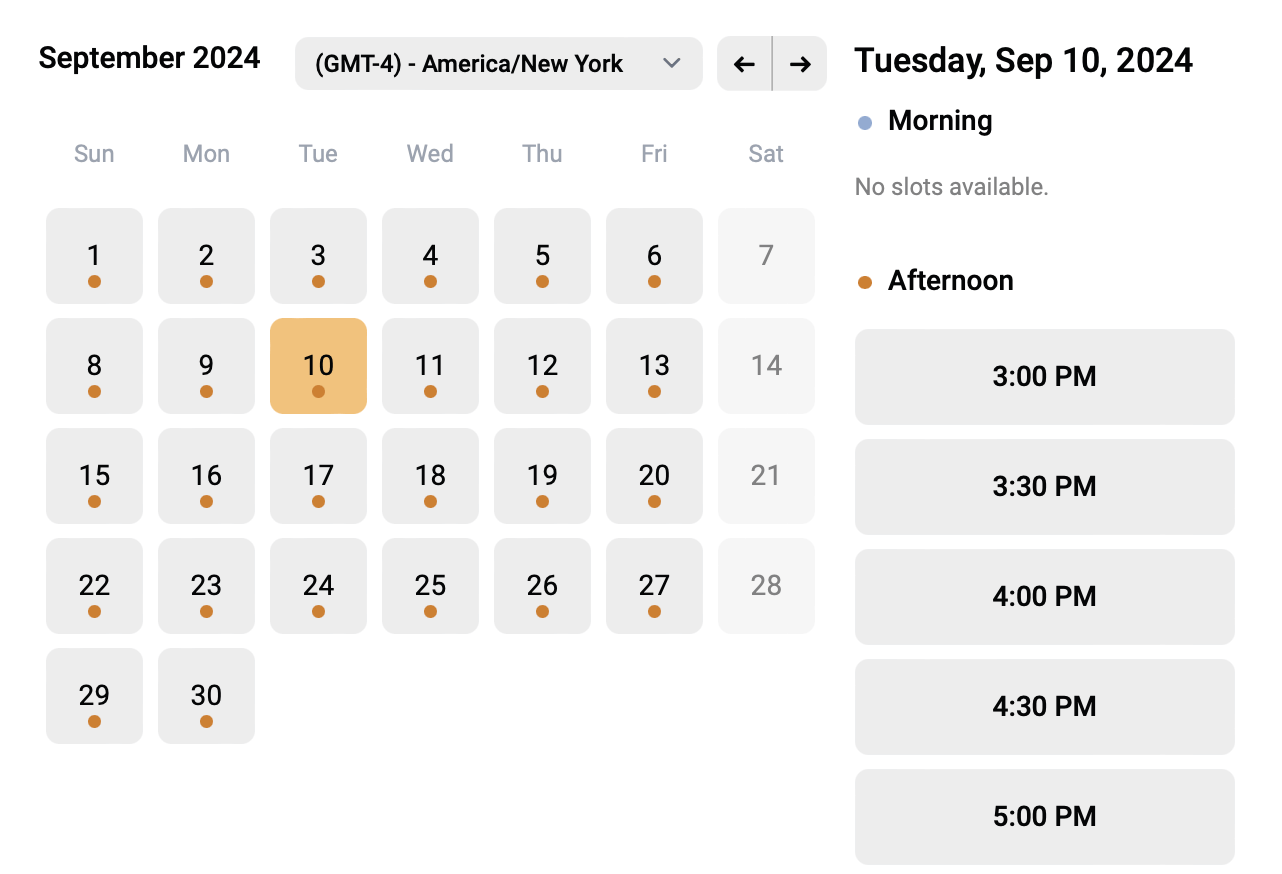 September 2024
(GMT-4) - America/New York
Sun Mon Tue Wed Thu Fri Sat
1 2 3 4 5 6 7
8 9 10 11 12 13 14
15 16 17 18 19 20 21
22 23 24 25 26 27 28
29 30
Tuesday, Sep 10, 2024
Morning
No slots available.
Afternoon
3:00 PM
3:30 PM
4:00 PM
4:30 PM
5:00 PM